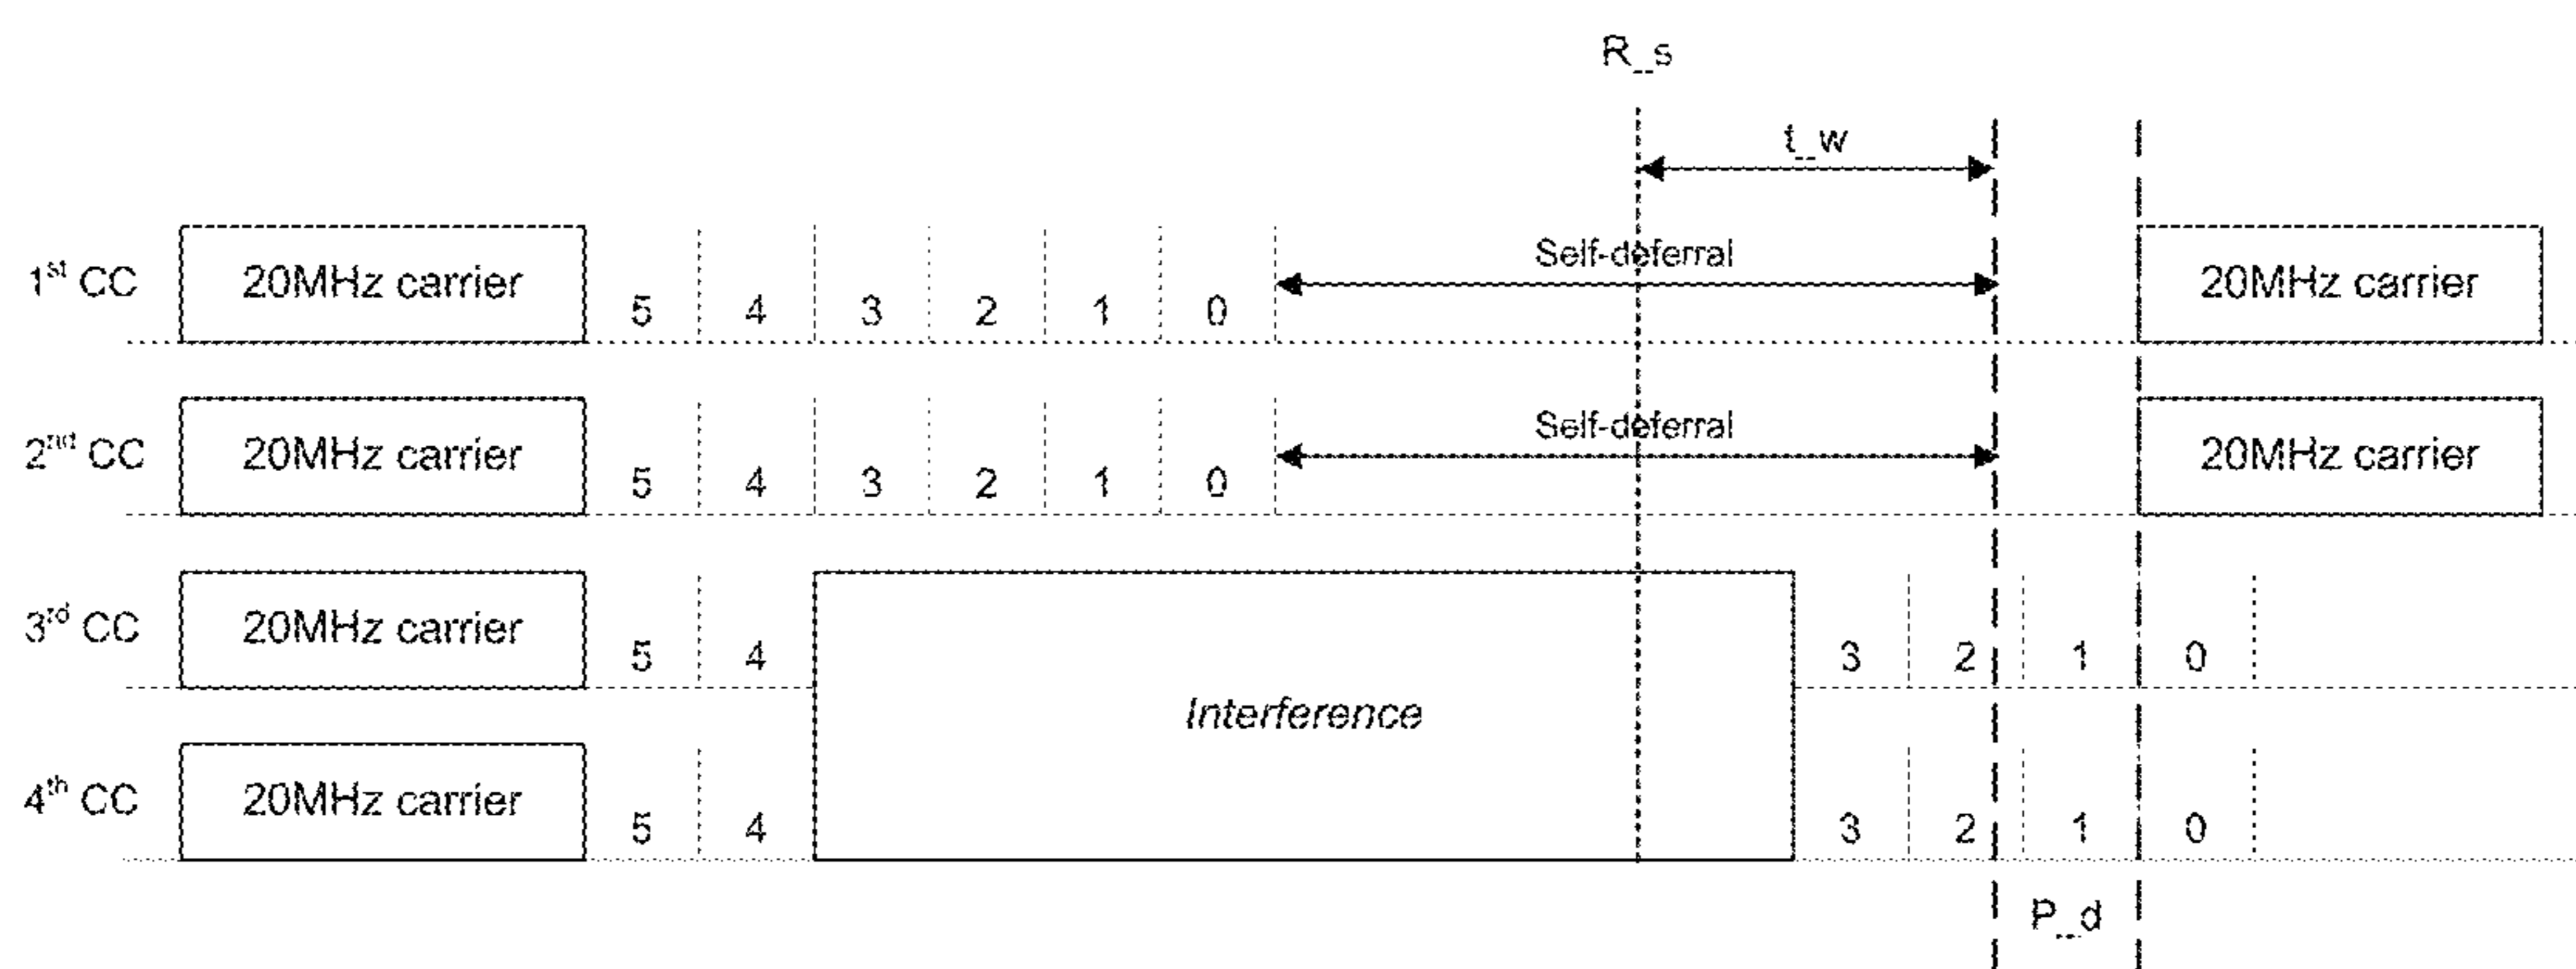 R_s
t_w
1st CC 20MHz carrier 5 4 3 2 1 0 Self-deferral 20MHz carrier
2nd CC 20MHz carrier 5 4 3 2 1 0 Self-deferral 20MHz carrier
3rd CC 20MHz carrier 5 4 3 2 1 0
Interference
4th CC 20MHz carrier 5 4 3 2 1 0
P_d